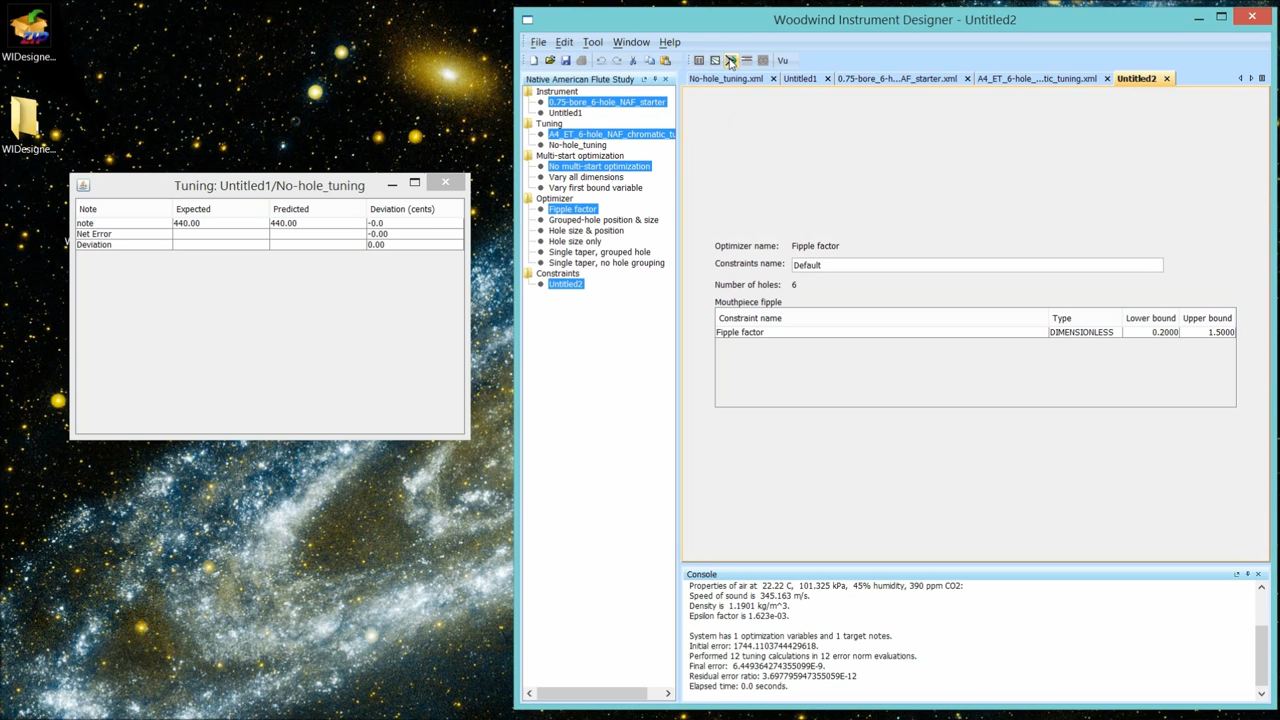 WIDesigne...
WIDesigne...
Tuning: Untitled1/No-hole_tuning
Note Expected Predicted Deviation (cents)
note 440.00 440.00 -0.0
Net Error -0.00
Deviation 0.00
Woodwind Instrument Designer - Untitled2
File Edit Tool Window Help
Vu
Native American Flute Study
Instrument
0.75-bore_6-hole_NAF_starter
Untitled1
Tuning
A4_ET_6-hole_NAF_chromatic_tu
No-hole_tuning
Multi-start optimization
No multi-start optimization
Vary all dimensions
Vary first bound variable
Optimizer
Fipple factor
Grouped-hole position & size
Hole size & position
Hole size only
Single taper, grouped hole
Single taper, no hole grouping
Constraints
Untitled2
No-hole_tuning.xml Untitled1 0.75-bore_6-h...AF_starter.xml A4_ET_6-hole_...tic_tuning.xml Untitled2
Optimizer name: Fipple factor
Constraints name: Default
Number of holes: 6
Mouthpiece fipple
Constraint name Type Lower bound Upper bound
Fipple factor DIMENSIONLESS 0.2000 1.5000
Console
Properties of air at 22.22 C, 101.325 kPa, 45% humidity, 390 ppm CO2:
Speed of sound is 345.163 m/s.
Density is 1.1901 kg/m^3.
Epsilon factor is 1.623e-03.
System has 1 optimization variables and 1 target notes.
Initial error: 1744.1103744429618.
Performed 12 tuning calculations in 12 error norm evaluations.
Final error: 6.449364274355099E-9.
Residual error ratio: 3.697795947355059E-12
Elapsed time: 0.0 seconds.